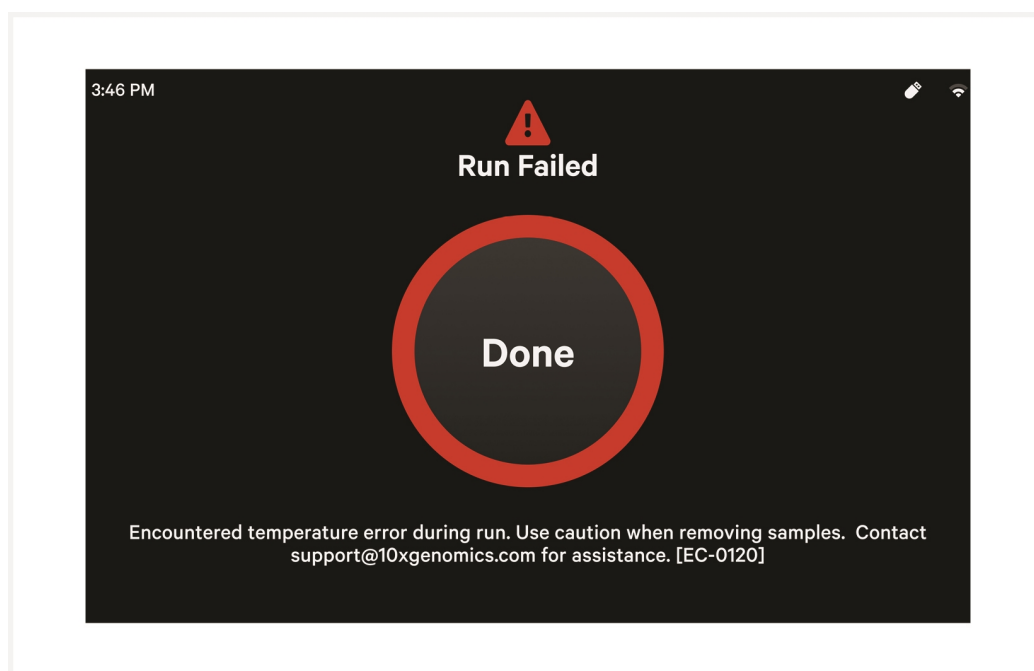 3:46 PM
Run Failed
Done
Encountered temperature error during run. Use caution when removing samples.  Contact
support@10xgenomics.com for assistance. [EC-0120]